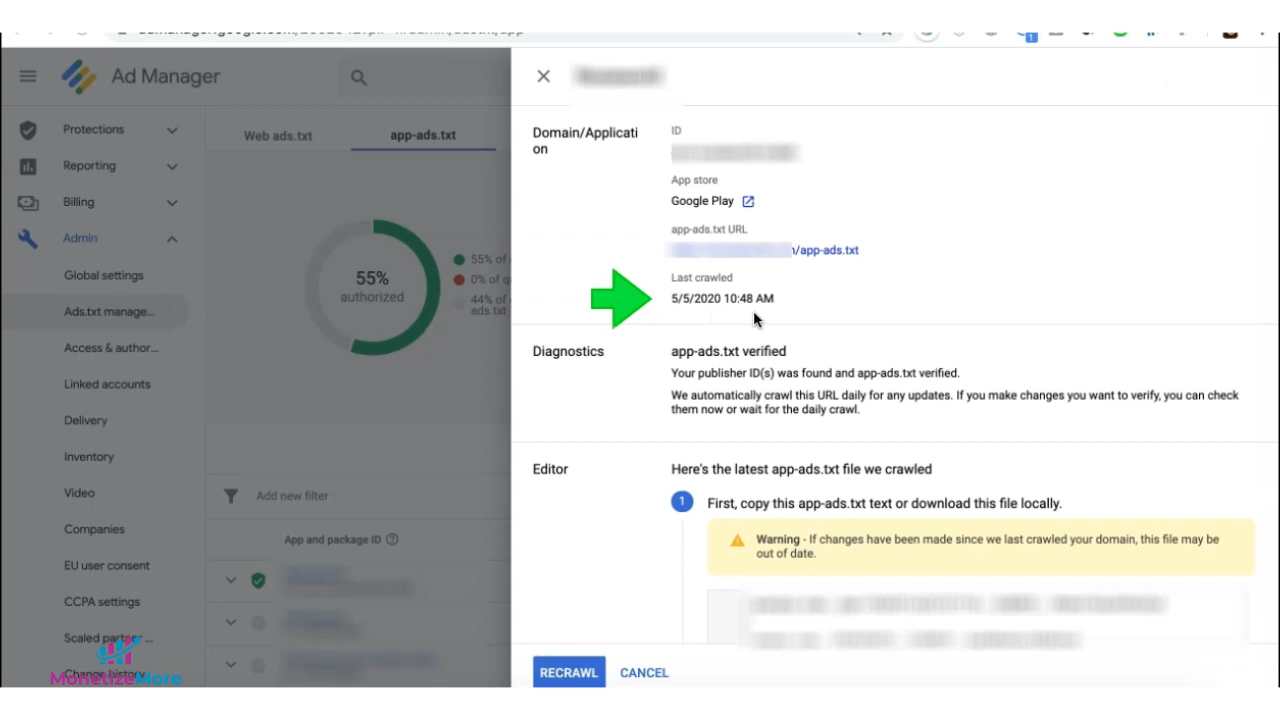 Ad Manager
Domain/Applicati
on
ID
App store
Google Play
app-ads.txt URL
/app-ads.txt
Last crawled
5/5/2020 10:48 AM
Diagnostics
app-ads.txt verified
Your publisher ID(s) was found and app-ads.txt verified.
We automatically crawl this URL daily for any updates. If you make changes you want to verify, you can check
them now or wait for the daily crawl.
Editor
Here's the latest app-ads.txt file we crawled
1
First, copy this app-ads.txt text or download this file locally.
Warning - If changes have been made since we last crawled your domain, this file may be
out of date.
RECRAWL
CANCEL
Protections
Reporting
Billing
Admin
Global settings
Ads.txt manage...
Access & author...
Linked accounts
Delivery
Inventory
Video
Companies
EU user consent
CCPA settings
Scaled partner ...
Change history
MonetizeMore
Web ads.txt
app-ads.txt
55%
authorized
55% of
0% of q
44% of
ads.txt
Add new filter
App and package ID
1